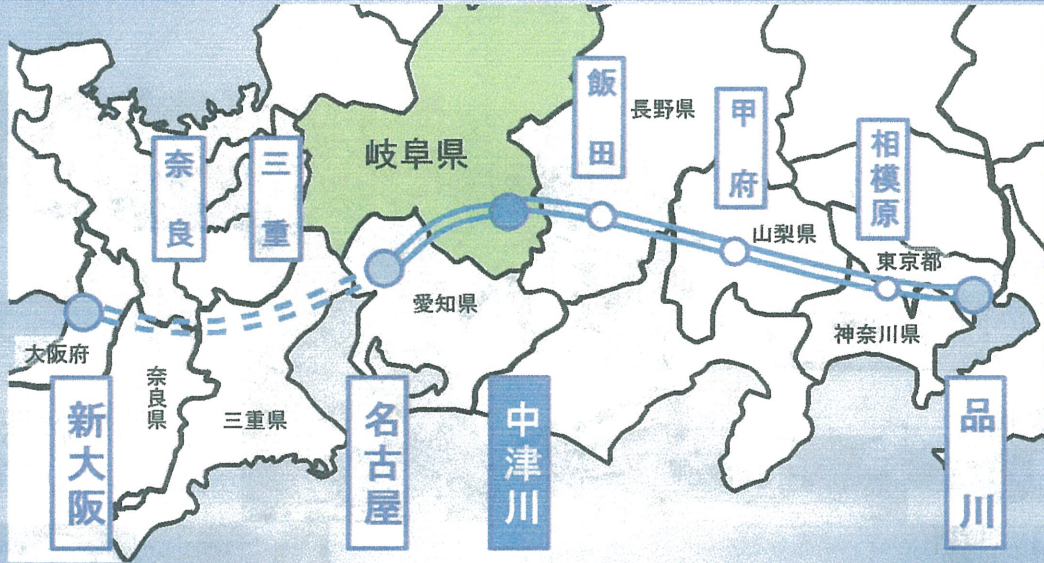 飯田
長野県
甲府
相模原
奈良
三重
岐阜県
山梨県
東京都
愛知県
神奈川県
大阪府
奈良県
三重県
新大阪
名古屋
中津川
品川